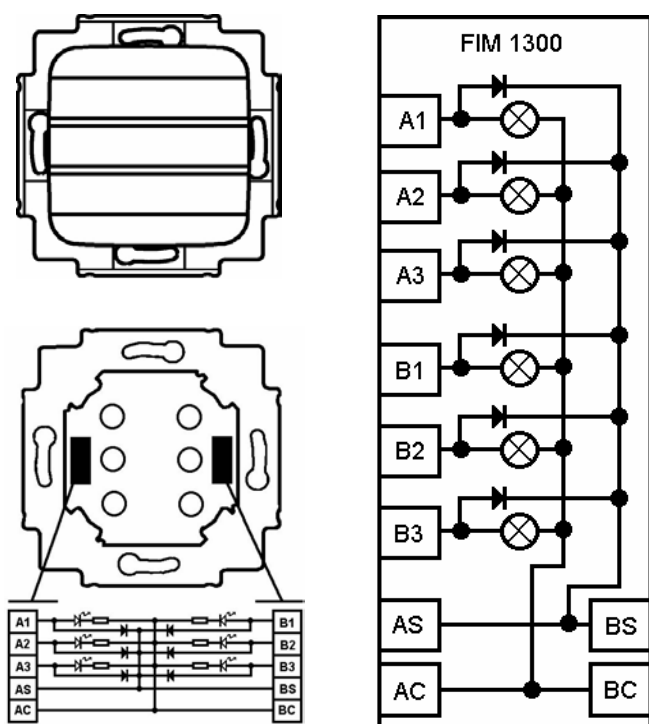 FIM 1300
A1
A2
A3
B1
B2
B3
AS BS
AC BC
A1 B1
A2 B2
A3 B3
AS BS
AC BC